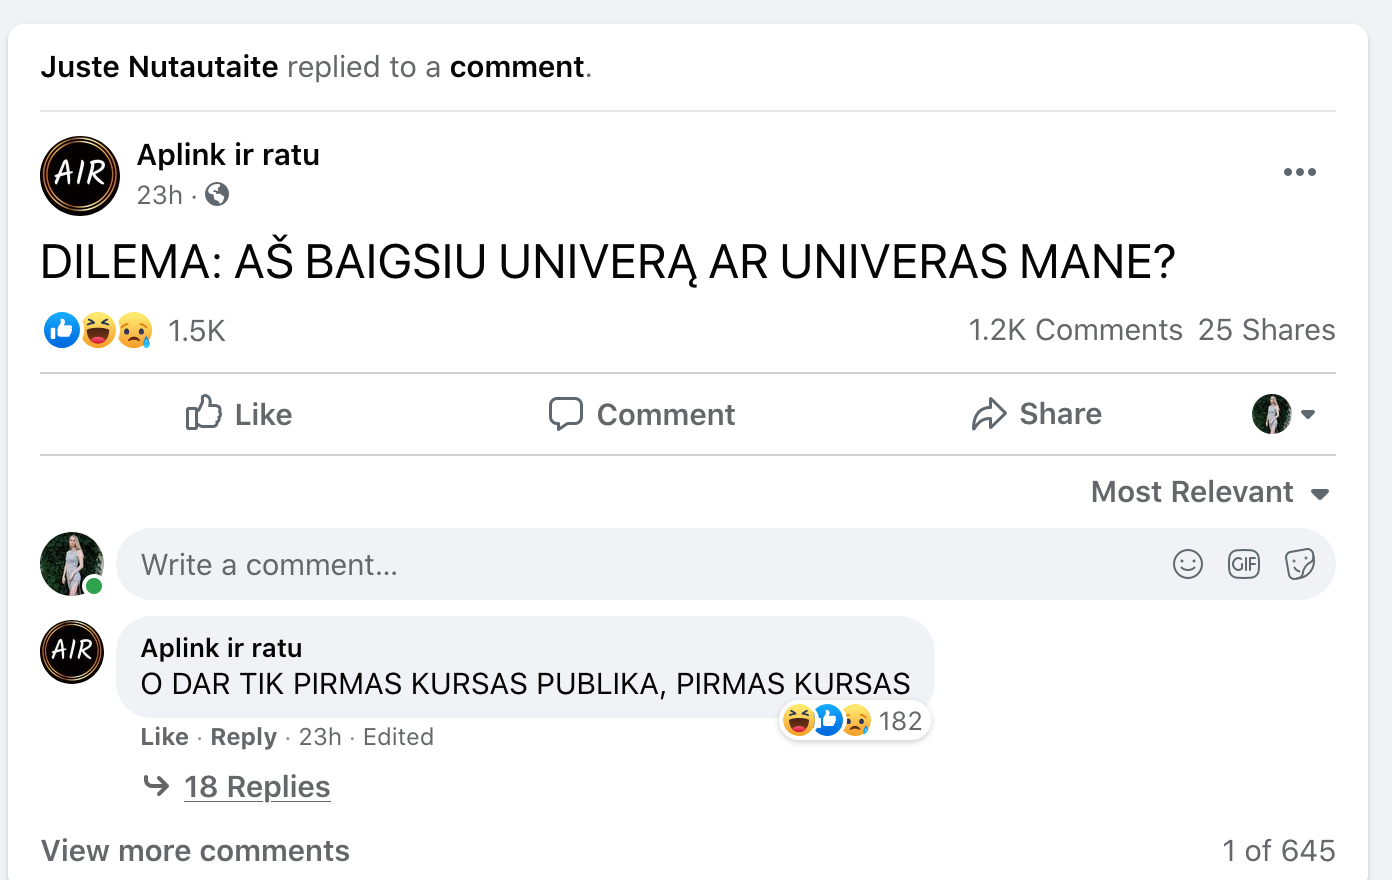 Juste Nutautaite replied to a comment.
AIR
Aplink ir ratu
23h ·
DILEMA: AŠ BAIGSIU UNIVERĄ AR UNIVERAS MANE?
1.5K 1.2K Comments 25 Shares
Like Comment Share
Most Relevant
Write a comment... GIF
AIR
Aplink ir ratu
O DAR TIK PIRMAS KURSAS PUBLIKA, PIRMAS KURSAS
182
Like · Reply · 23h · Edited
18 Replies
View more comments 1 of 645